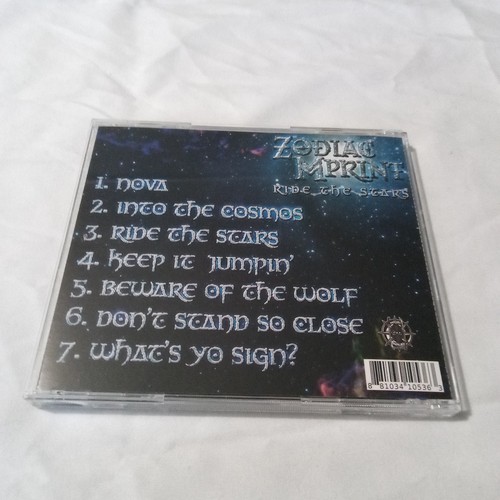 ZODIAC
IMPRINT
RIDE THE STARS
1. NOVA
2. INTO THE COSMOS
3. RIDE THE STARS
4. KEEP IT JUMPIN'
5. BEWARE OF THE WOLF
6. DON'T STAND SO CLOSE
7. WHAT'S YO SIGN?
8 81034 10536 3